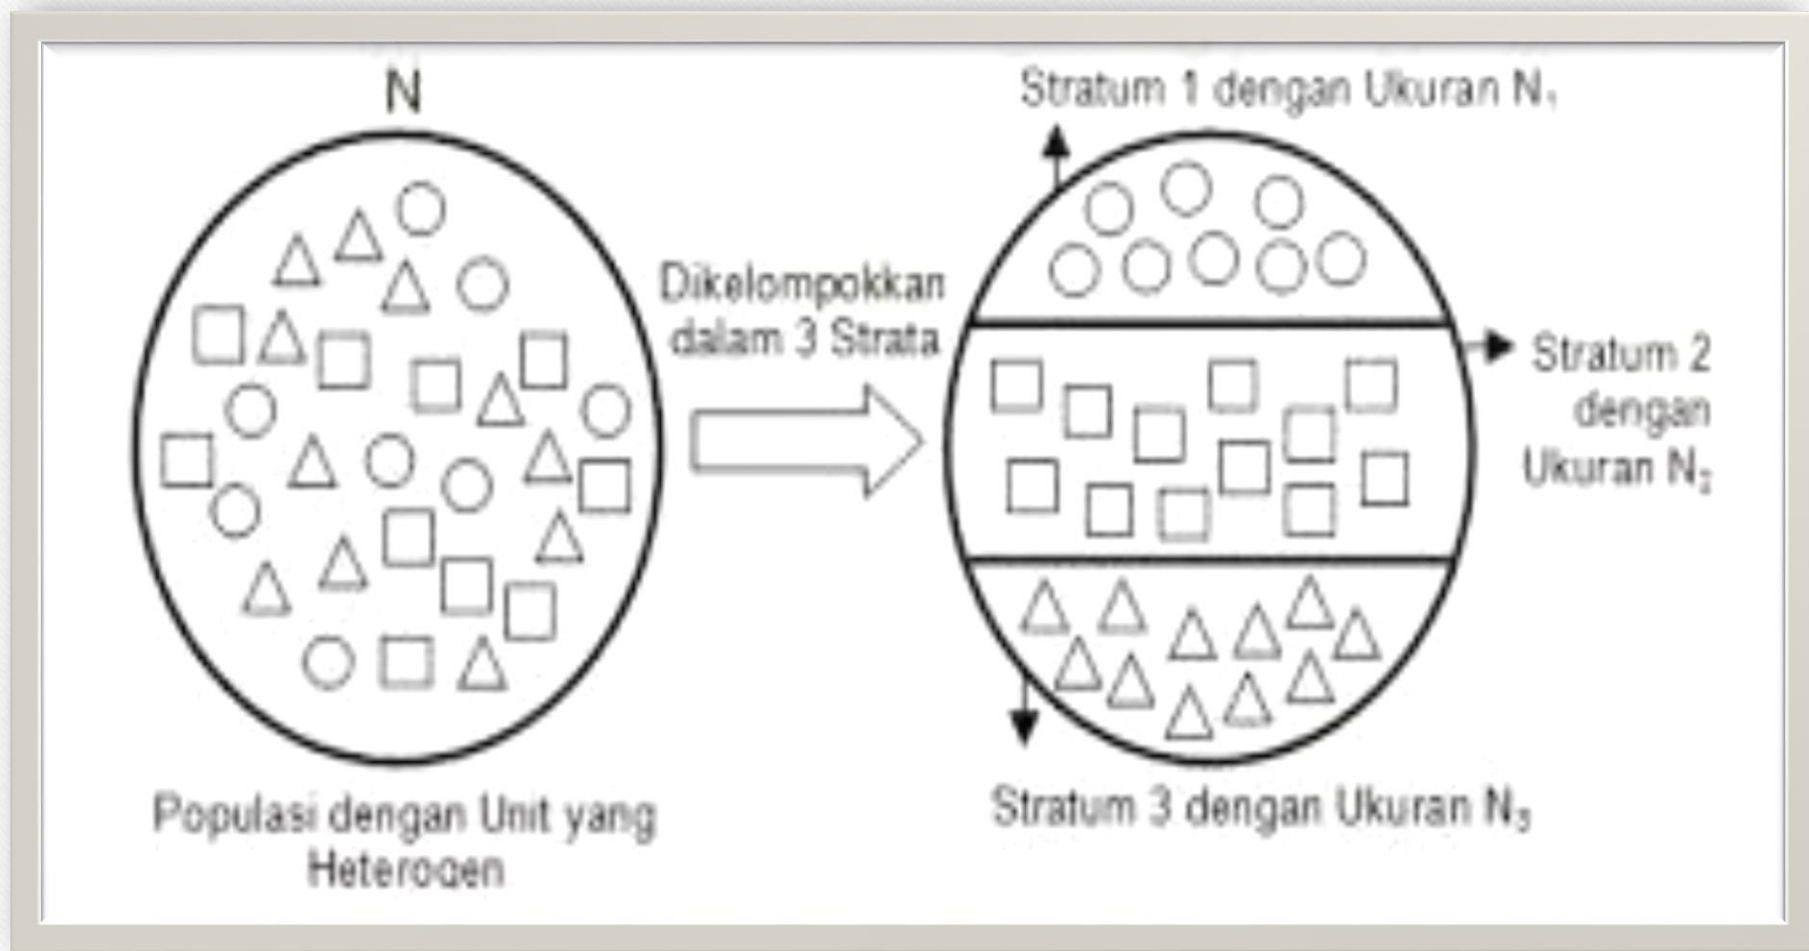 N
Populasi dengan Unit yang
Heterogen
Dikelompokkan
dalam 3 Strata
Stratum 1 dengan Ukuran N₁
Stratum 2
dengan
Ukuran N₂
Stratum 3 dengan Ukuran N₃